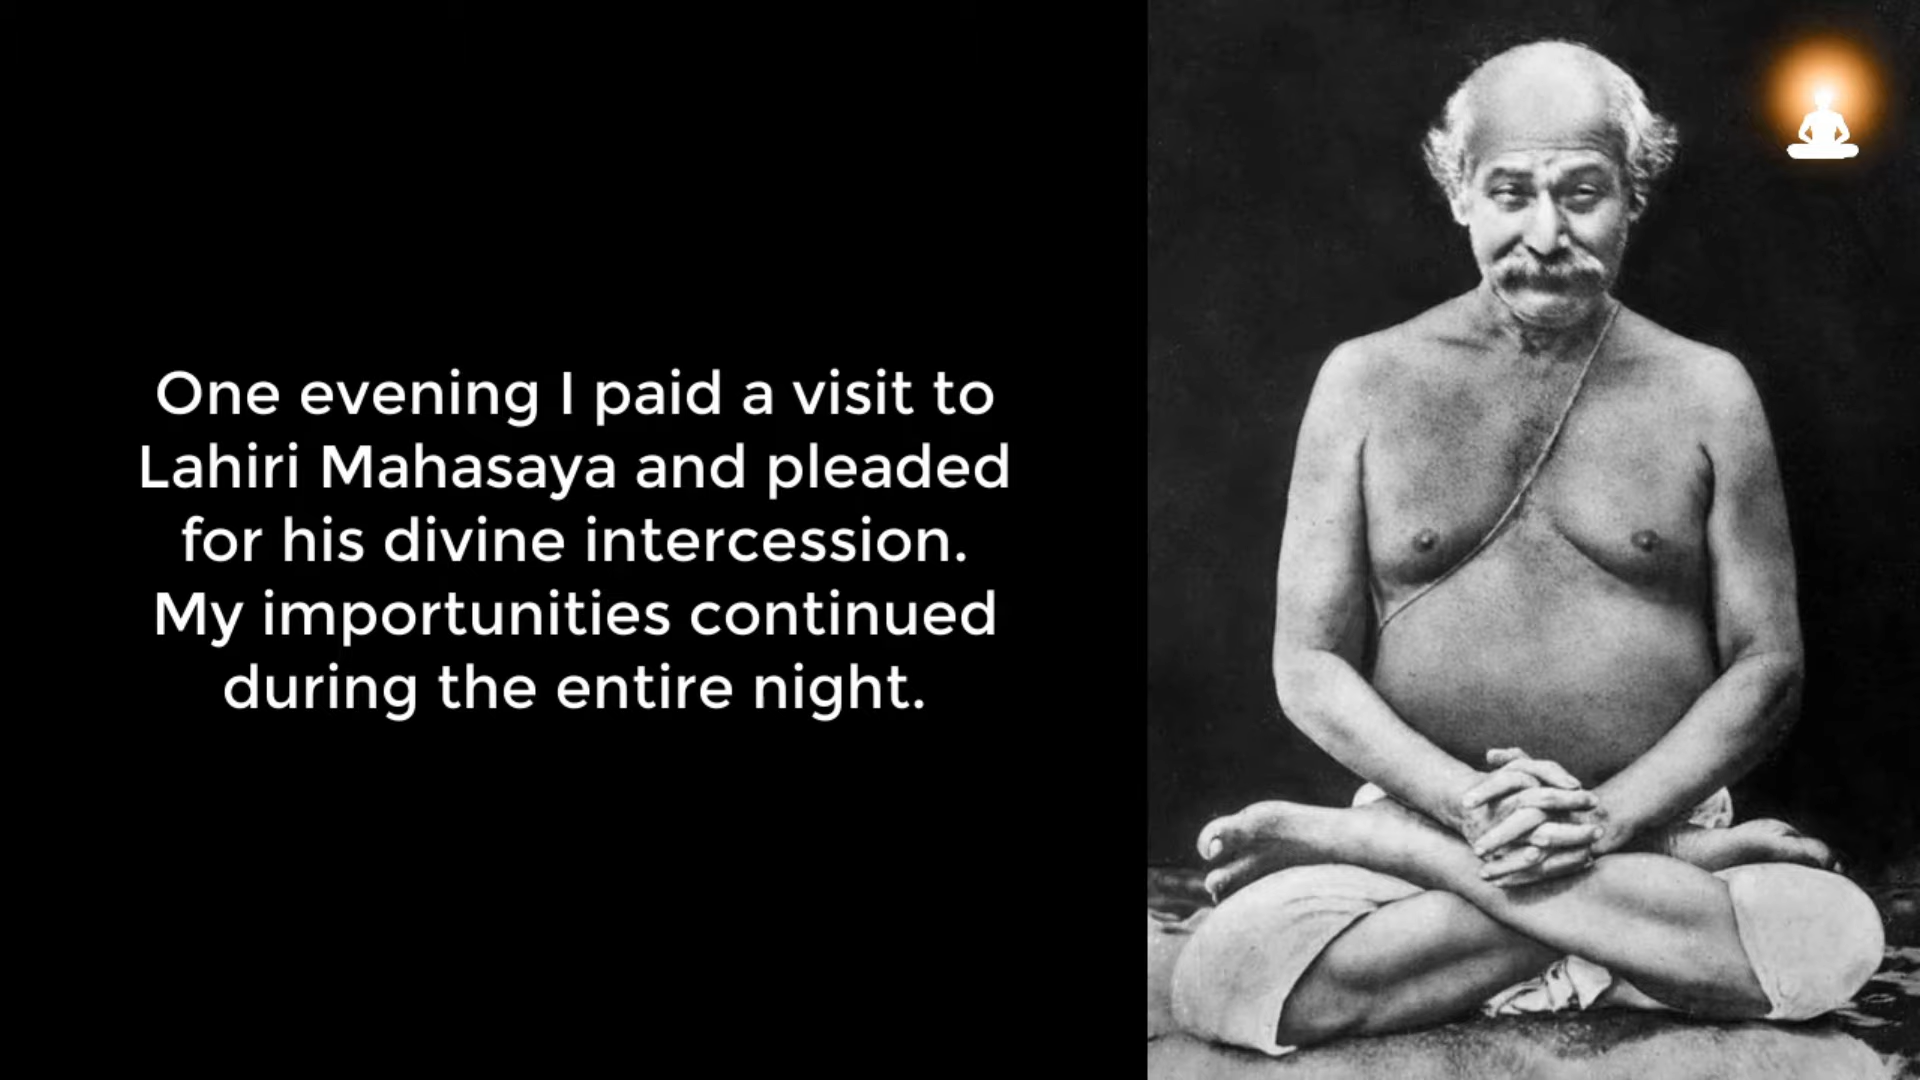 One evening I paid a visit to
Lahiri Mahasaya and pleaded
for his divine intercession.
My importunities continued
during the entire night.